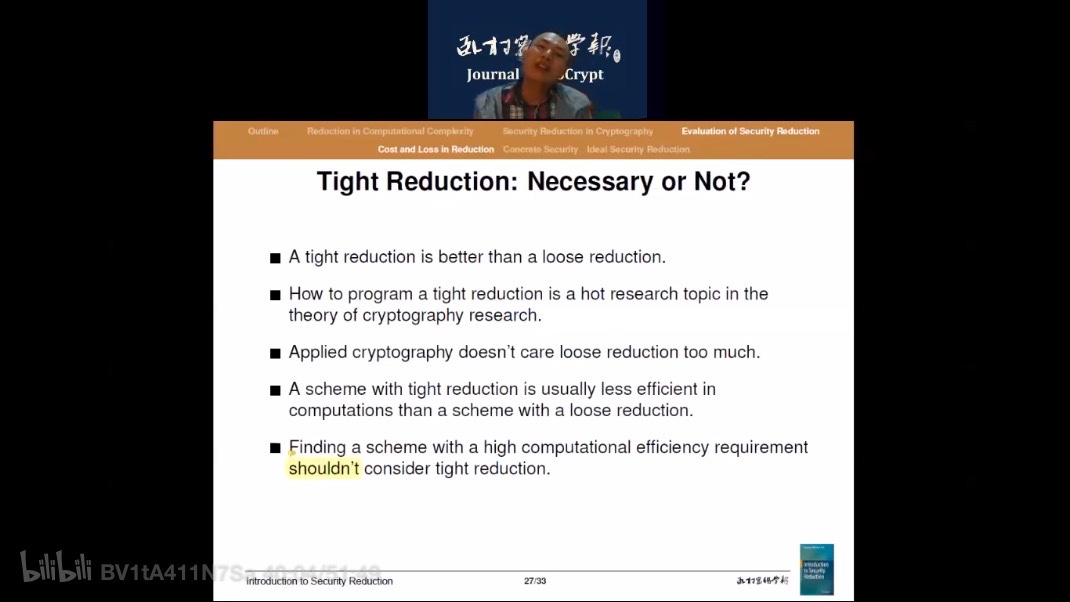 Journal
Crypt
Outline Reduction in Computational Complexity Security Reduction in Cryptography Evaluation of Security Reduction
Cost and Loss in Reduction Concrete Security Ideal Security Reduction
Tight Reduction: Necessary or Not?
■ A tight reduction is better than a loose reduction.
■ How to program a tight reduction is a hot research topic in the
theory of cryptography research.
■ Applied cryptography doesn't care loose reduction too much.
■ A scheme with tight reduction is usually less efficient in
computations than a scheme with a loose reduction.
■ Finding a scheme with a high computational efficiency requirement
shouldn't consider tight reduction.
bilibili BV1tA411N7S
Introduction to Security Reduction 27/33
Introduction
to Security
Reduction